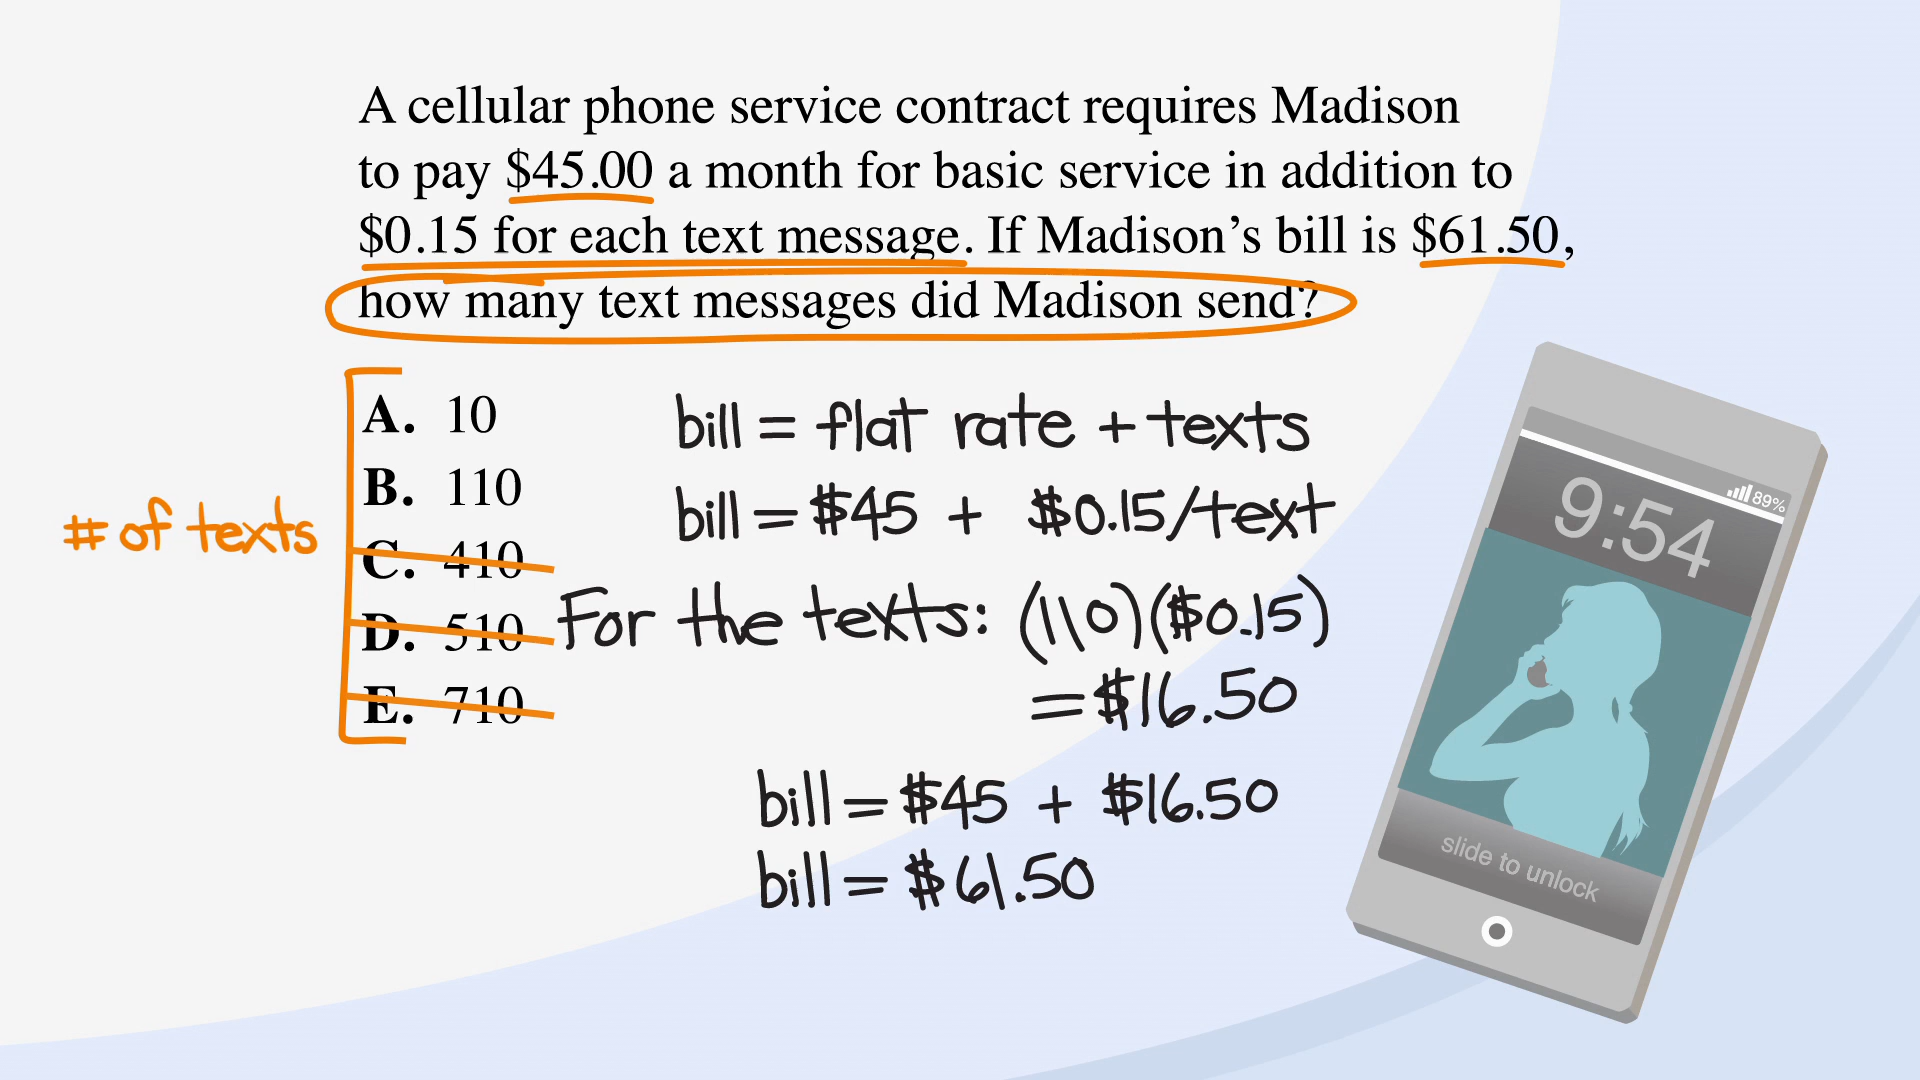 A cellular phone service contract requires Madison
to pay $45.00 a month for basic service in addition to
$0.15 for each text message. If Madison’s bill is $61.50,
how many text messages did Madison send?
A. 10
B. 110
C. 410
D. 510
E. 710
# of texts
bill = flat rate + texts
bill = $45 + $0.15/text
For the texts: (110)($0.15)
= $16.50
bill = $45 + $16.50
bill = $61.50
89%
9:54
slide to unlock